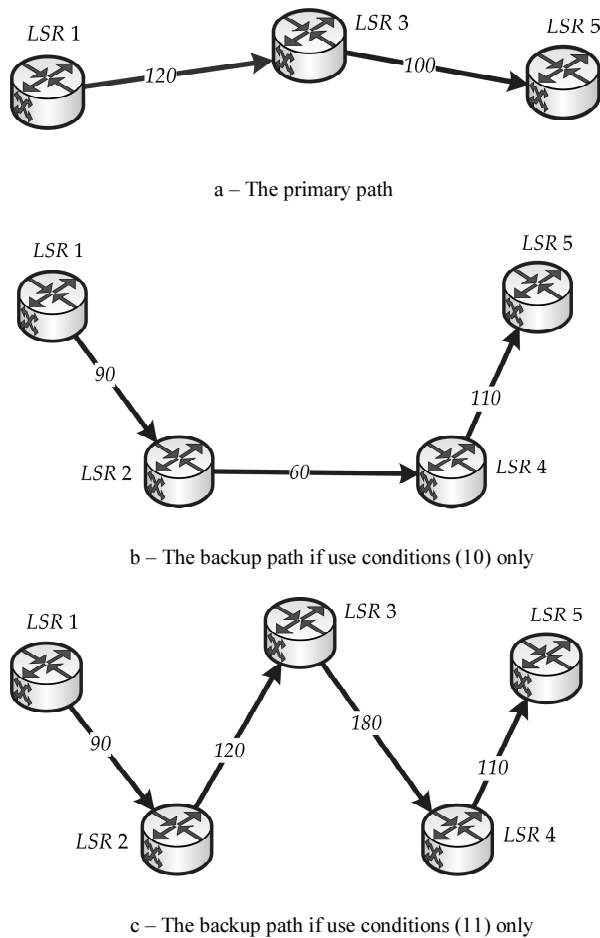 LSR 1
LSR 3
LSR 5
120
100
a – The primary path
LSR 1
LSR 5
90
110
LSR 2
60
LSR 4
b – The backup path if use conditions (10) only
LSR 1
LSR 3
LSR 5
90
120
180
110
LSR 2
LSR 4
c – The backup path if use conditions (11) only